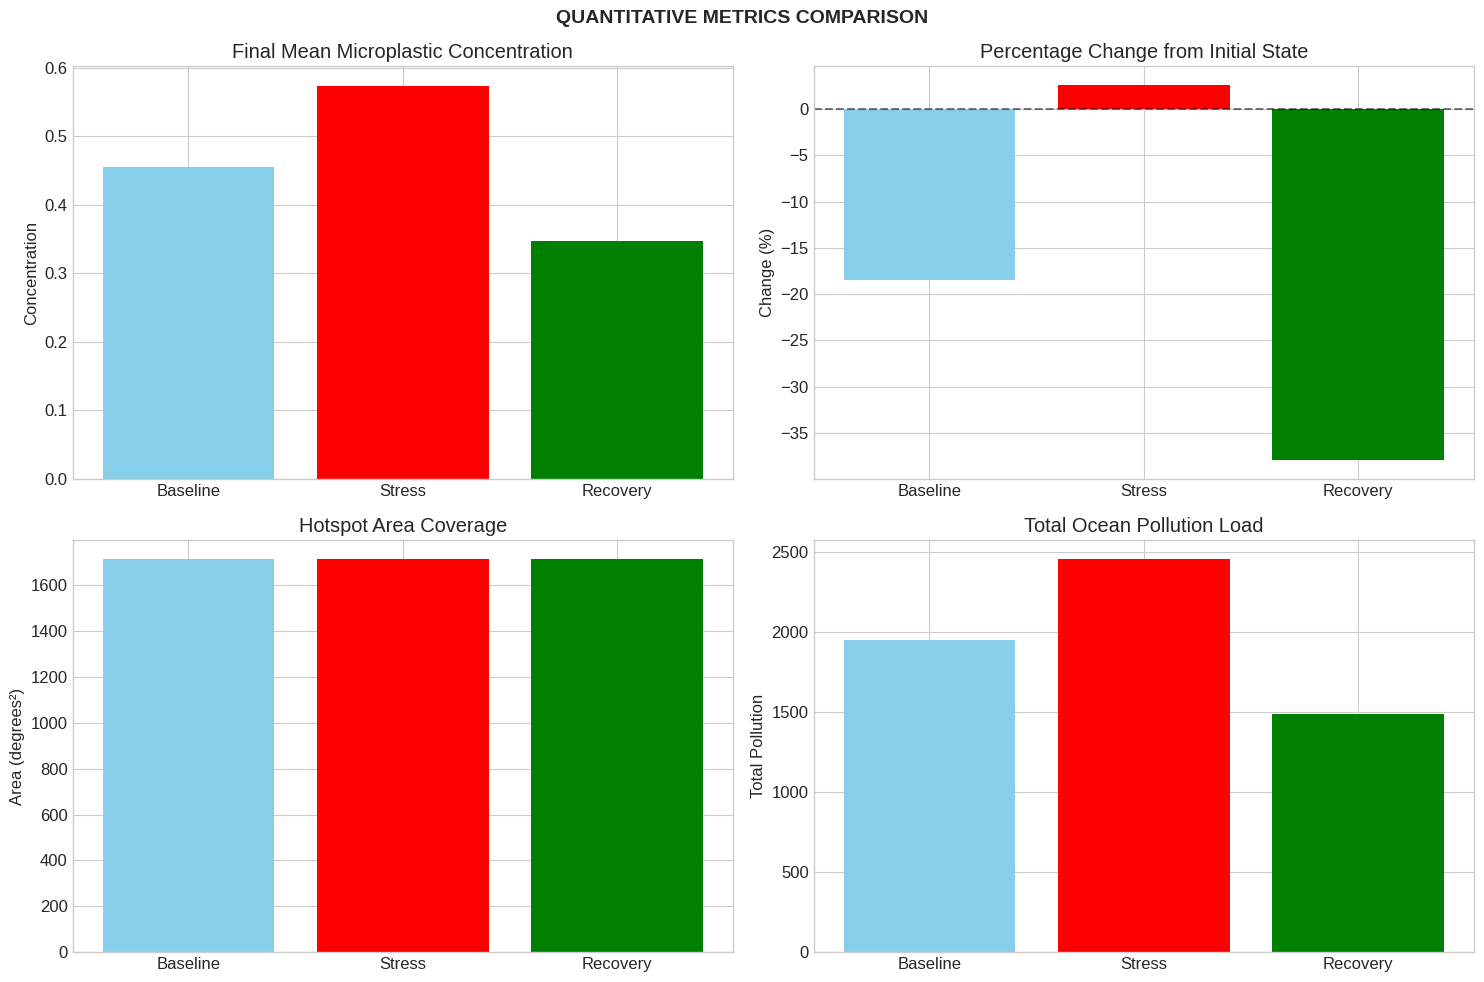 QUANTITATIVE METRICS COMPARISON
Final Mean Microplastic Concentration
0.6
0.5
0.4
0.3
0.2
0.1
0.0
Concentration
Baseline Stress Recovery
Percentage Change from Initial State
0
−5
−10
−15
−20
−25
−30
−35
Change (%)
Baseline Stress Recovery
Hotspot Area Coverage
1600
1400
1200
1000
800
600
400
200
0
Area (degrees²)
Baseline Stress Recovery
Total Ocean Pollution Load
2500
2000
1500
1000
500
0
Total Pollution
Baseline Stress Recovery